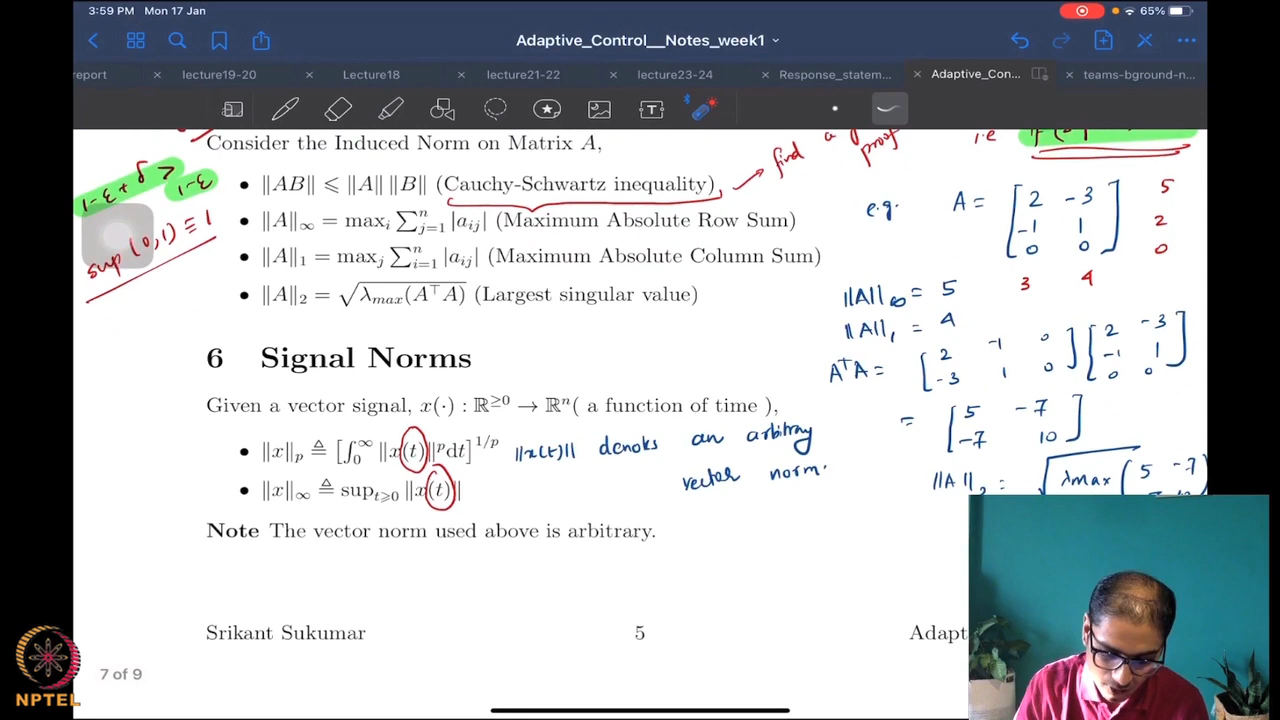 3:59 PM Mon 17 Jan
65%
Adaptive_Control__Notes_week1
report
lecture19-20
Lecture18
lecture21-22
lecture23-24
Response_statem...
Adaptive_Con...
teams-bground-n...
Consider the Induced Norm on Matrix A,
• ‖AB‖ ⩽ ‖A‖ ‖B‖ (Cauchy-Schwartz inequality)
• ‖A‖∞ = maxᵢ ∑ⁿⱼ₌₁ |aᵢⱼ| (Maximum Absolute Row Sum)
• ‖A‖₁ = maxⱼ ∑ⁿᵢ₌₁ |aᵢⱼ| (Maximum Absolute Column Sum)
• ‖A‖₂ = √λmax(A⊤A) (Largest singular value)
1-ε+δ > 1-ε
sup (0,1) ≡ 1
find a
proof
i.e
e.g. A = [2 -3; -1 1; 0 0]
5
2
0
3 4
‖A‖∞ = 5
‖A‖₁ = 4
A⊤A = [2 -1 0; -3 1 0] [2 -3; -1 1; 0 0]
= [5 -7; -7 10]
‖A‖₂ = √λmax(5 -7
6 Signal Norms
Given a vector signal, x(·) : ℝ≥0 → ℝⁿ( a function of time ),
• ‖x‖p ≜ [∫₀^∞ ‖x(t)‖ᵖdt]^1/p ‖x(t)‖ denotes an arbitrary
vector norm.
• ‖x‖∞ ≜ sup t⩾0 ‖x(t)‖
Note The vector norm used above is arbitrary.
Srikant Sukumar 5 Adapt
7 of 9
NPTEL